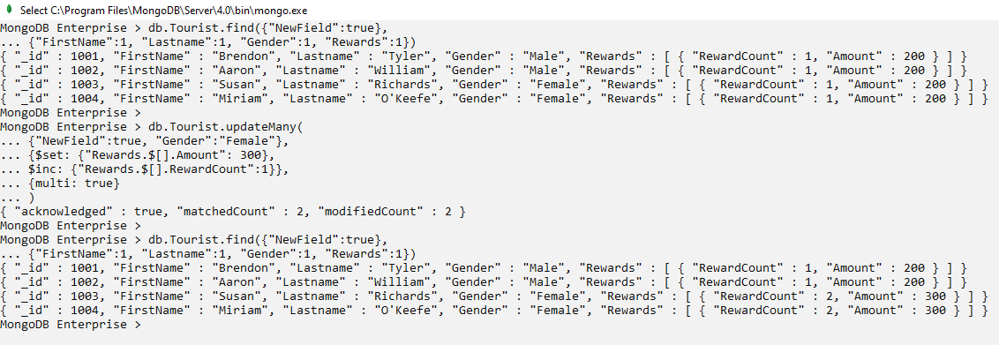 Select C:\Program Files\MongoDB\Server\4.0\bin\mongo.exe
MongoDB Enterprise > db.Tourist.find({"NewField":true},
... {"FirstName":1, "Lastname":1, "Gender":1, "Rewards":1})
{ "_id" : 1001, "FirstName" : "Brendon", "Lastname" : "Tyler", "Gender" : "Male", "Rewards" : [ { "RewardCount" : 1, "Amount" : 200 } ] }
{ "_id" : 1002, "FirstName" : "Aaron", "Lastname" : "William", "Gender" : "Male", "Rewards" : [ { "RewardCount" : 1, "Amount" : 200 } ] }
{ "_id" : 1003, "FirstName" : "Susan", "Lastname" : "Richards", "Gender" : "Female", "Rewards" : [ { "RewardCount" : 1, "Amount" : 200 } ] }
{ "_id" : 1004, "FirstName" : "Miriam", "Lastname" : "O'Keefe", "Gender" : "Female", "Rewards" : [ { "RewardCount" : 1, "Amount" : 200 } ] }
MongoDB Enterprise >
MongoDB Enterprise > db.Tourist.updateMany(
... {"NewField":true, "Gender":"Female"},
... {$set: {"Rewards.$[].Amount": 300},
... $inc: {"Rewards.$[].RewardCount":1}},
... {multi: true}
... )
{ "acknowledged" : true, "matchedCount" : 2, "modifiedCount" : 2 }
MongoDB Enterprise >
MongoDB Enterprise > db.Tourist.find({"NewField":true},
... {"FirstName":1, "Lastname":1, "Gender":1, "Rewards":1})
{ "_id" : 1001, "FirstName" : "Brendon", "Lastname" : "Tyler", "Gender" : "Male", "Rewards" : [ { "RewardCount" : 1, "Amount" : 200 } ] }
{ "_id" : 1002, "FirstName" : "Aaron", "Lastname" : "William", "Gender" : "Male", "Rewards" : [ { "RewardCount" : 1, "Amount" : 200 } ] }
{ "_id" : 1003, "FirstName" : "Susan", "Lastname" : "Richards", "Gender" : "Female", "Rewards" : [ { "RewardCount" : 2, "Amount" : 300 } ] }
{ "_id" : 1004, "FirstName" : "Miriam", "Lastname" : "O'Keefe", "Gender" : "Female", "Rewards" : [ { "RewardCount" : 2, "Amount" : 300 } ] }
MongoDB Enterprise >